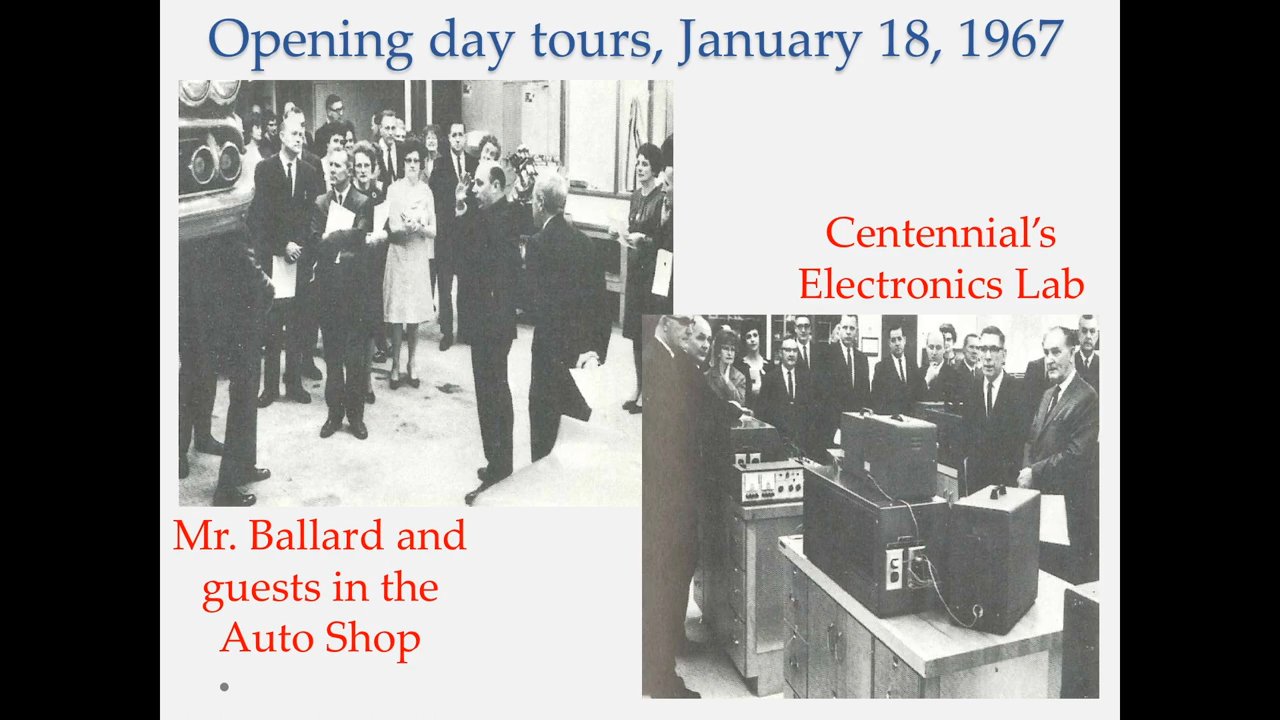 Opening day tours, January 18, 1967
Centennial’s
Electronics Lab
Mr. Ballard and
guests in the
Auto Shop